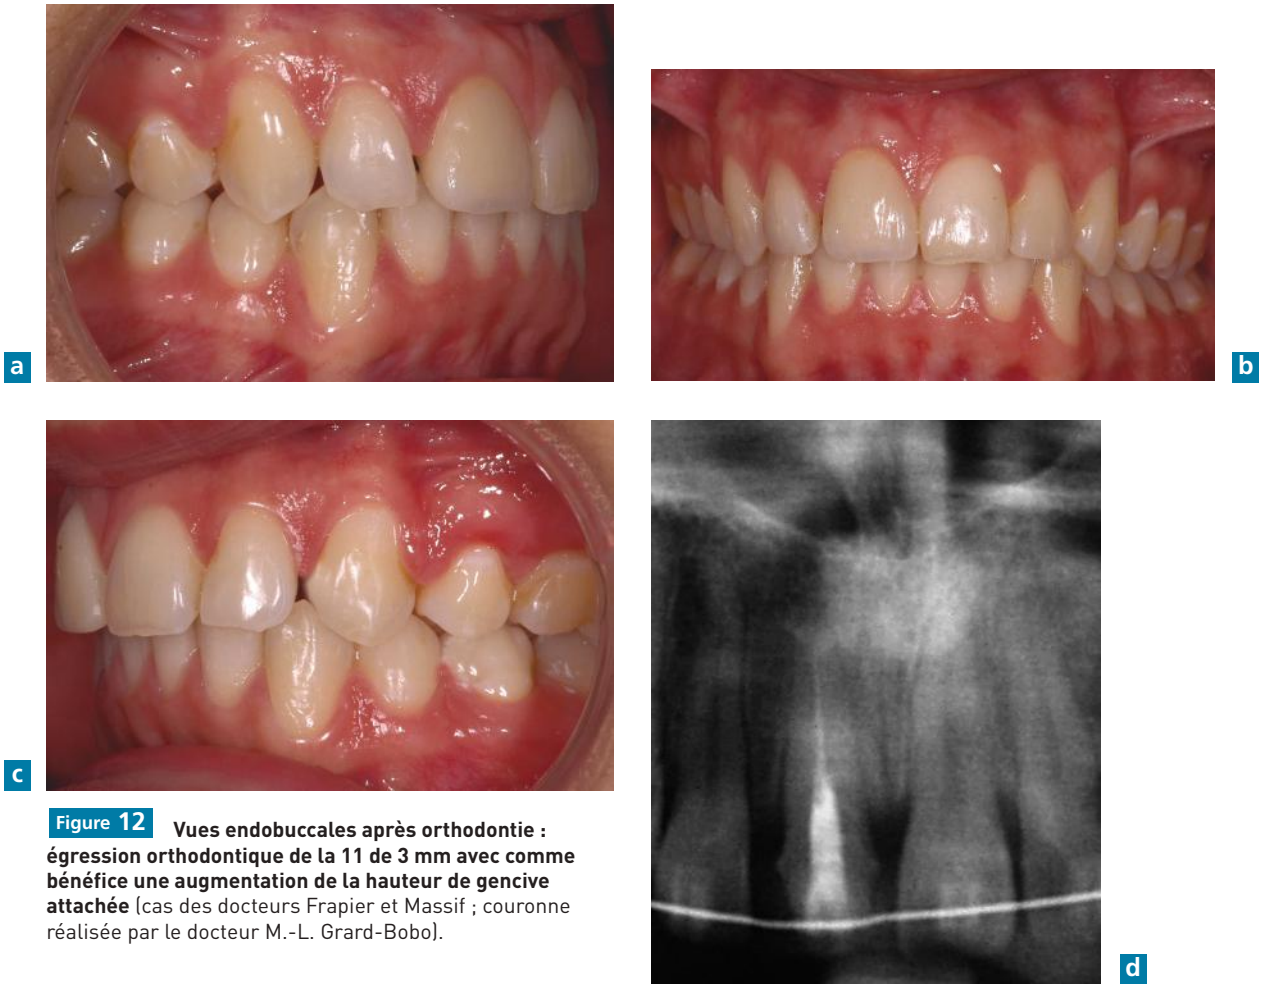 a
b
c
d
Figure 12 Vues endobuccales après orthodontie :
égression orthodontique de la 11 de 3 mm avec comme
bénéfice une augmentation de la hauteur de gencive
attachée (cas des docteurs Frapier et Massif ; couronne
réalisée par le docteur M.-L. Grard-Bobo).